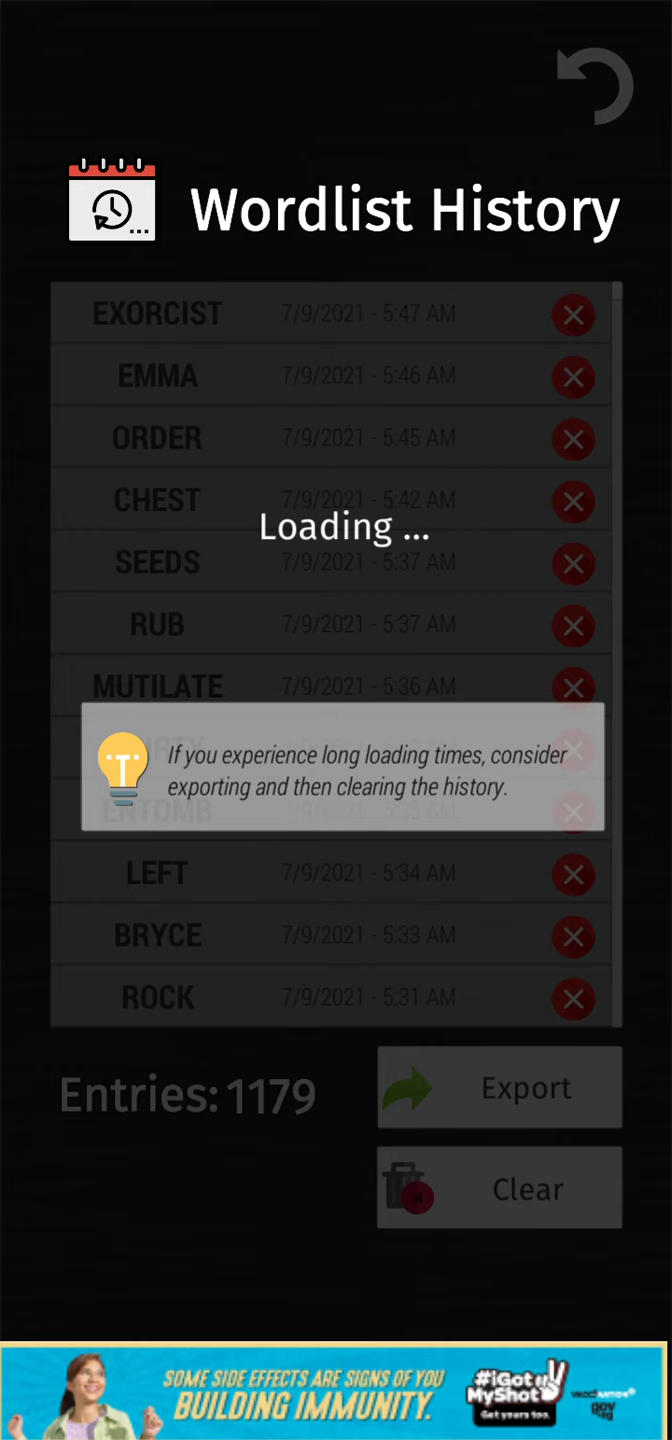 Wordlist History
EXORCIST 7/9/2021 - 5:47 AM
EMMA 7/9/2021 - 5:46 AM
ORDER 7/9/2021 - 5:45 AM
CHEST 7/9/2021 - 5:42 AM
Loading ...
SEEDS 7/9/2021 - 5:37 AM
RUB 7/9/2021 - 5:37 AM
MUTILATE 7/9/2021 - 5:36 AM
If you experience long loading times, consider
exporting and then clearing the history.
ENTOMB
LEFT 7/9/2021 - 5:34 AM
BRYCE 7/9/2021 - 5:33 AM
ROCK 7/9/2021 - 5:31 AM
Entries: 1179
Export
Clear
SOME SIDE EFFECTS ARE SIGNS OF YOU
BUILDING IMMUNITY.
#iGot
MyShot
Get yours too.